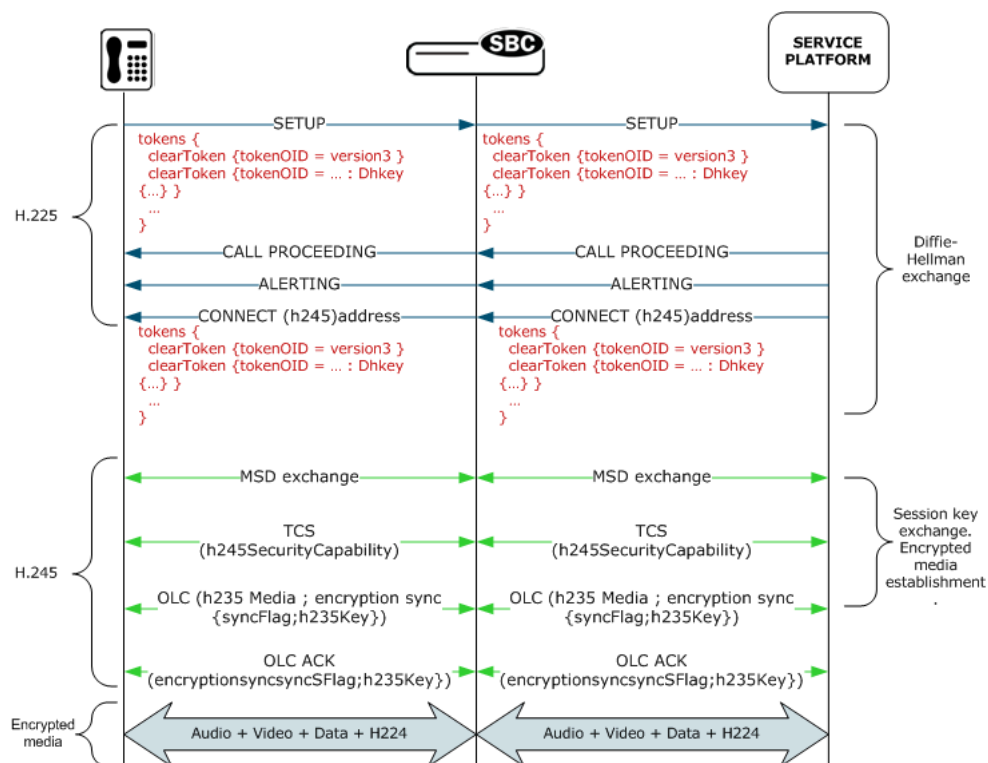 SBC
SERVICE
PLATFORM
SETUP
SETUP
tokens {
clearToken {tokenOID = version3 }
clearToken {tokenOID = ... : Dhkey
{...} }
...
}
tokens {
clearToken {tokenOID = version3 }
clearToken {tokenOID = ... : Dhkey
{...} }
...
}
H.225
CALL PROCEEDING
CALL PROCEEDING
Diffie-
Hellman
exchange
ALERTING
ALERTING
CONNECT (h245)address
CONNECT (h245)address
tokens {
clearToken {tokenOID = version3 }
clearToken {tokenOID = ... : Dhkey
{...} }
...
}
tokens {
clearToken {tokenOID = version3 }
clearToken {tokenOID = ... : Dhkey
{...} }
...
}
MSD exchange
MSD exchange
Session key
exchange.
Encrypted
media
establishment
.
TCS
(h245SecurityCapability)
TCS
(h245SecurityCapability)
H.245
OLC (h235 Media ; encryption sync
{syncFlag;h235Key})
OLC (h235 Media ; encryption sync
{syncFlag;h235Key})
OLC ACK
(encryptionsyncsyncSFlag;h235Key})
OLC ACK
(encryptionsyncsyncSFlag;h235Key})
Encrypted
media
Audio + Video + Data + H224
Audio + Video + Data + H224